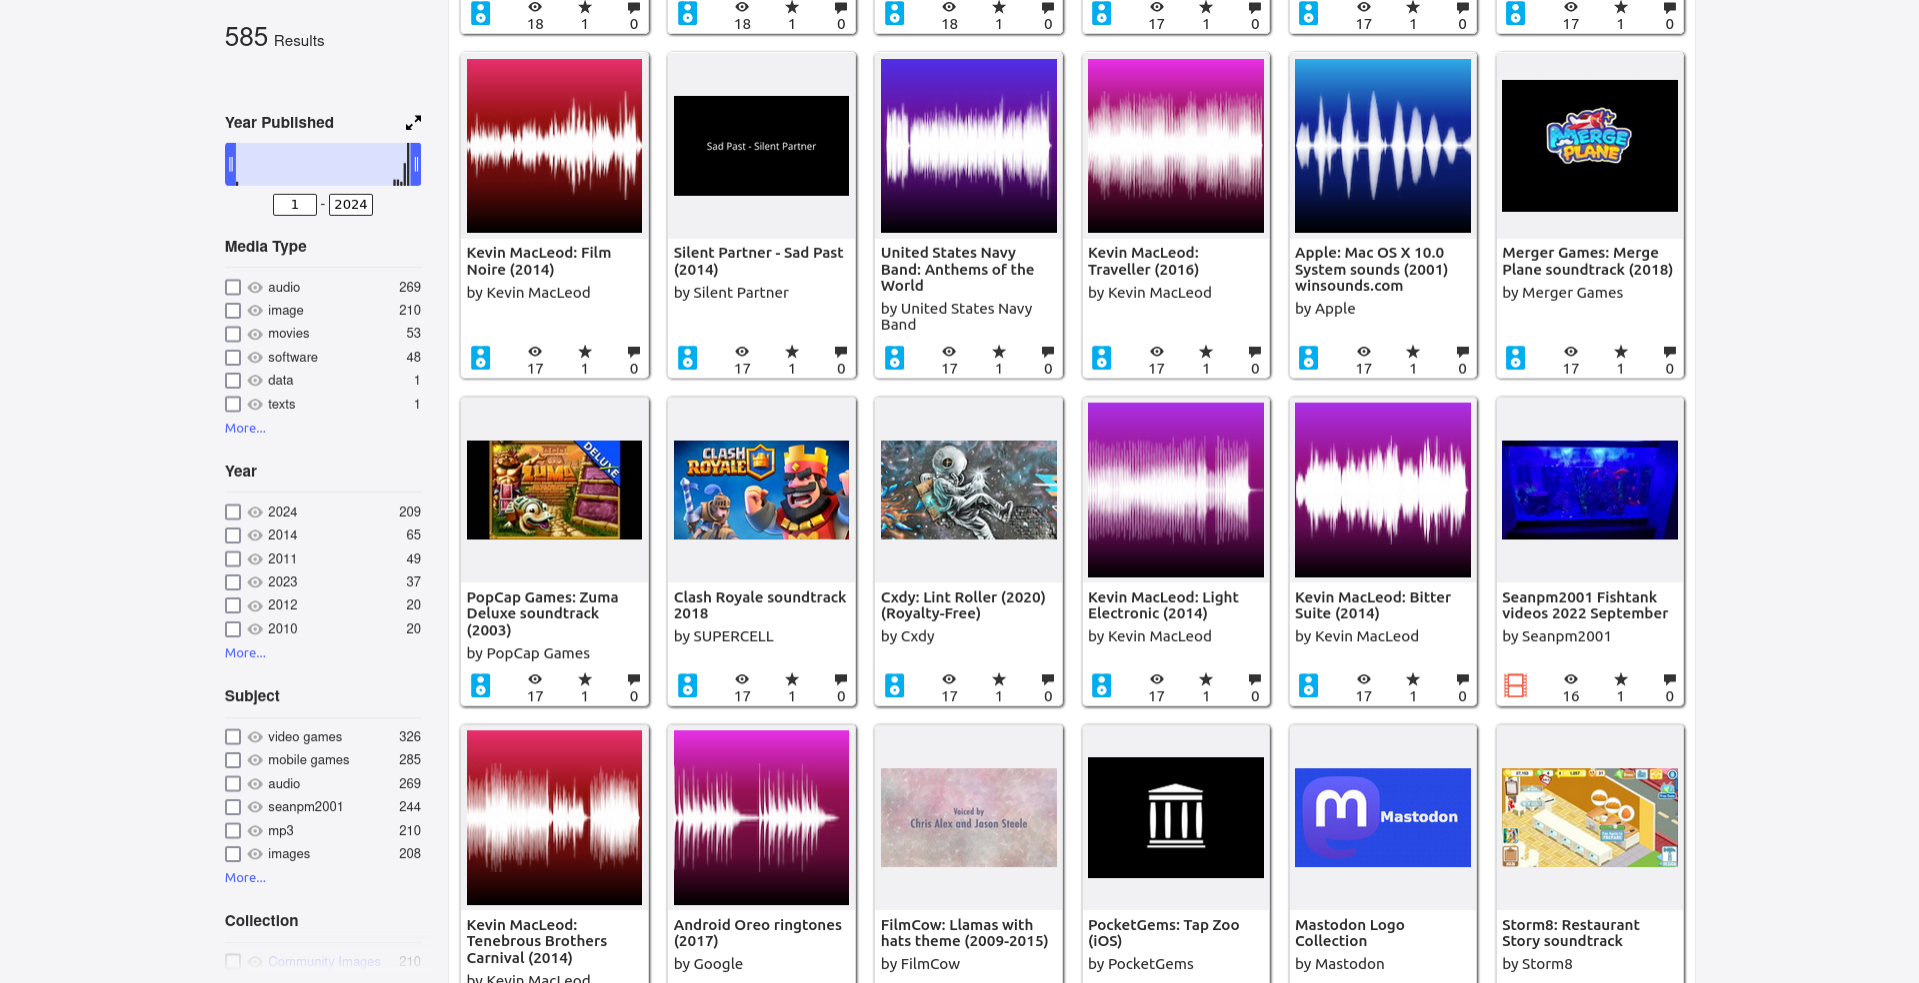 585 Results
Year Published
1 - 2024
Media Type
audio 269
image 210
movies 53
software 48
data 1
texts 1
More...
Year
2024 209
2014 65
2011 49
2023 37
2012 20
2010 20
More...
Subject
video games 326
mobile games 285
audio 269
seanpm2001 244
mp3 210
images 208
More...
Collection
Community Images 210
18 1 0
18 1 0
18 1 0
17 1 0
17 1 0
17 1 0
Kevin MacLeod: Film
Noire (2014)
by Kevin MacLeod
17 1 0
Sad Past - Silent Partner
Silent Partner - Sad Past
(2014)
by Silent Partner
17 1 0
United States Navy
Band: Anthems of the
World
by United States Navy
Band
17 1 0
Kevin MacLeod:
Traveller (2016)
by Kevin MacLeod
17 1 0
Apple: Mac OS X 10.0
System sounds (2001)
winsounds.com
by Apple
17 1 0
MERGE
PLANE
Merger Games: Merge
Plane soundtrack (2018)
by Merger Games
17 1 0
ZUMA
DELUXE
PopCap Games: Zuma
Deluxe soundtrack
(2003)
by PopCap Games
17 1 0
CLASH
ROYALE
Clash Royale soundtrack
2018
by SUPERCELL
17 1 0
Cxdy: Lint Roller (2020)
(Royalty-Free)
by Cxdy
17 1 0
Kevin MacLeod: Light
Electronic (2014)
by Kevin MacLeod
17 1 0
Kevin MacLeod: Bitter
Suite (2014)
by Kevin MacLeod
17 1 0
Seanpm2001 Fishtank
videos 2022 September
by Seanpm2001
16 1 0
Kevin MacLeod:
Tenebrous Brothers
Carnival (2014)
by Kevin MacLeod
Android Oreo ringtones
(2017)
by Google
Voiced by
Chris Alex and Jason Steele
FilmCow: Llamas with
hats theme (2009-2015)
by FilmCow
PocketGems: Tap Zoo
(iOS)
by PocketGems
Mastodon
Mastodon Logo
Collection
by Mastodon
Storm8: Restaurant
Story soundtrack
by Storm8